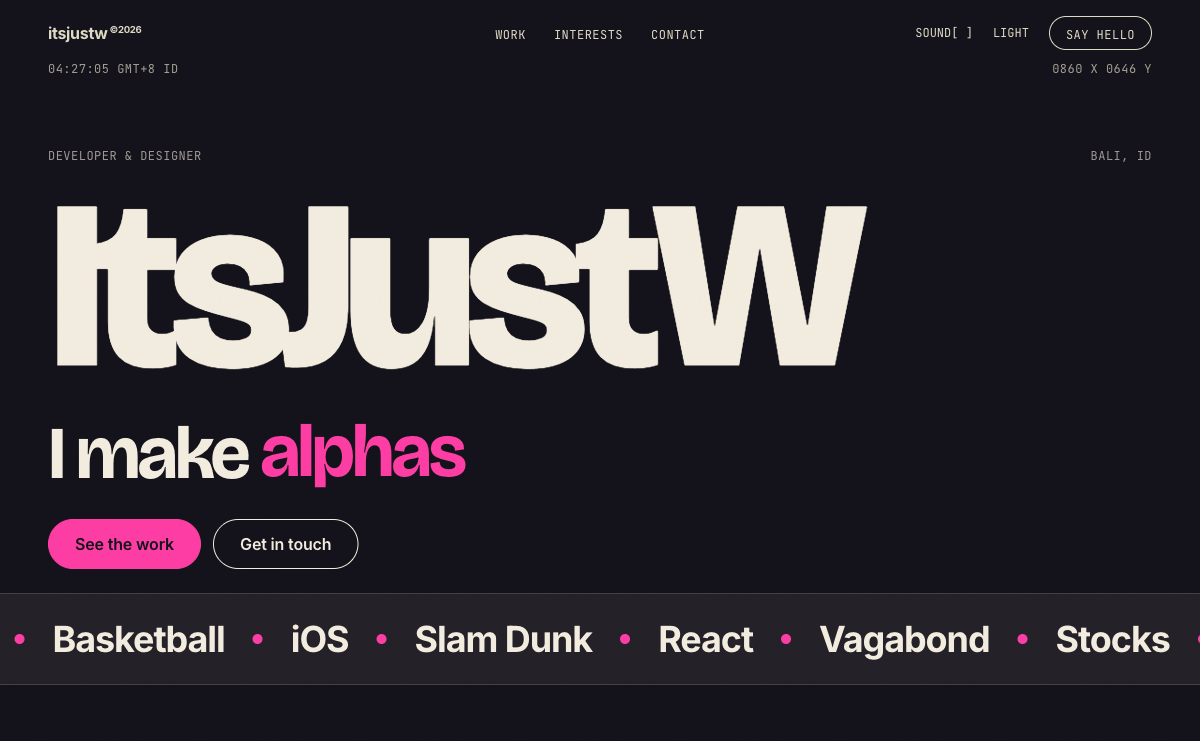 itsjustw ©2026
WORK INTERESTS CONTACT
SOUND[ ] LIGHT SAY HELLO
04:27:05 GMT+8 ID
0860 X 0646 Y
DEVELOPER & DESIGNER
BALI, ID
ItsJustW
I make alphas
See the work Get in touch
• Basketball • iOS • Slam Dunk • React • Vagabond • Stocks •